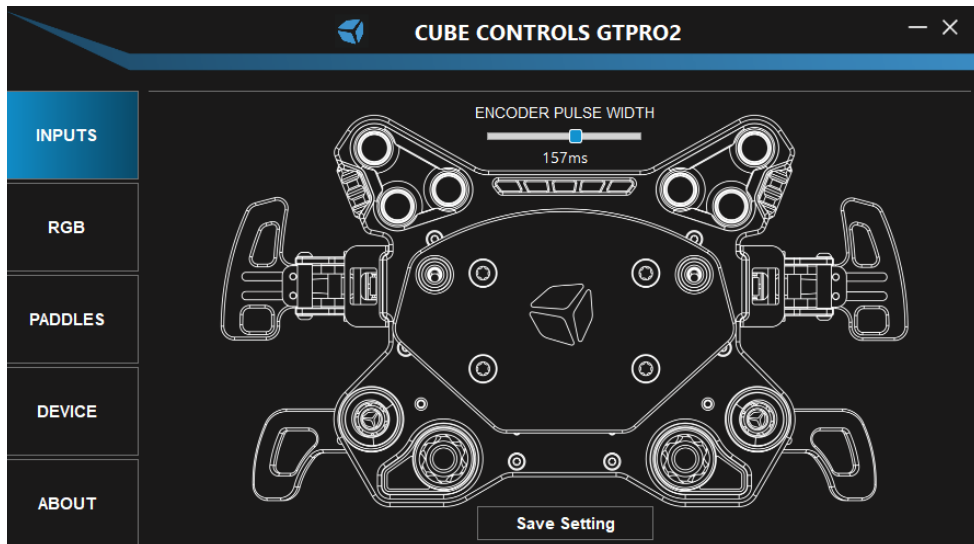 CUBE CONTROLS GTPRO2
INPUTS
RGB
PADDLES
DEVICE
ABOUT
ENCODER PULSE WIDTH
157ms
Save Setting